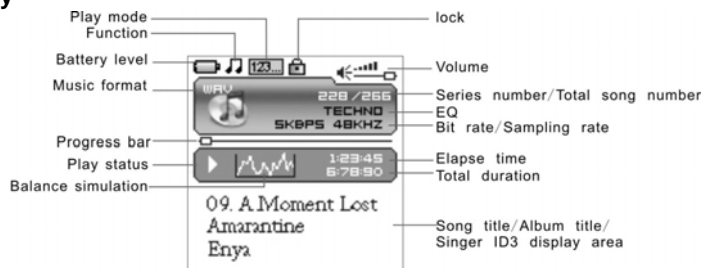 y
Play mode
Function
Battery level
Music format
Progress bar
Play status
Balance simulation
123...
WAV
228 /266
TECHNO
5KBPS 48KHZ
1:23:45
6:78:90
09. A Moment Lost
Amarantine
Enya
lock
Volume
Series number/Total song number
EQ
Bit rate/Sampling rate
Elapse time
Total duration
Song title/Album title/
Singer ID3 display area